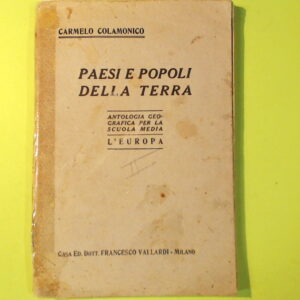 CARMELO COLAMONICO
PAESI E POPOLI
DELLA TERRA
ANTOLOGIA GEO-
GRAFICA PER LA
SCUOLA MEDIA
L'EUROPA
CASA ED. DOTT. FRANCESCO VALLARDI - MILANO